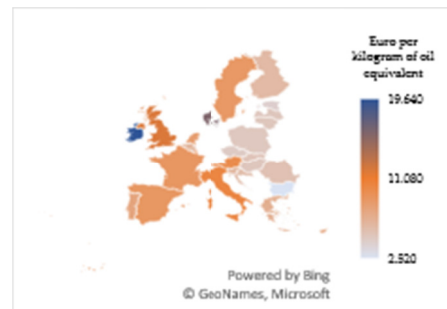 Euro per
kilogram of oil
equivalent
19.640
11.080
2.520
Powered by Bing
© GeoNames, Microsoft